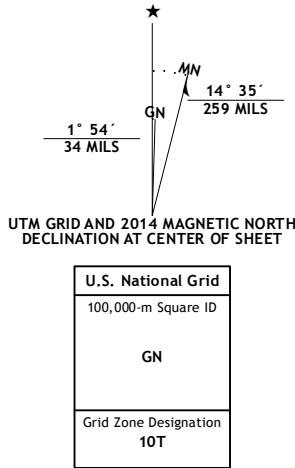 MN
GN
14° 35´
259 MILS
1° 54´
34 MILS
UTM GRID AND 2014 MAGNETIC NORTH
DECLINATION AT CENTER OF SHEET
U.S. National Grid
100,000-m Square ID
GN
Grid Zone Designation
10T